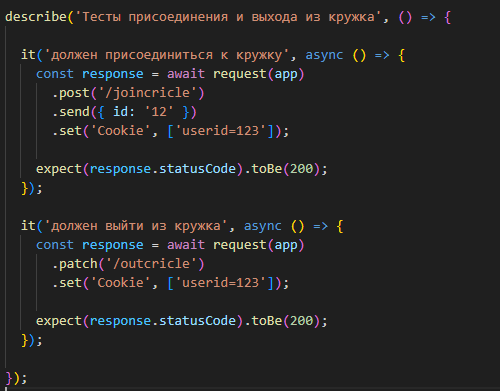 describe('Тесты присоединения и выхода из кружка', () => {
it('должен присоединиться к кружку', async () => {
const response = await request(app)
.post('/joincricle')
.send({ id: '12' })
.set('Cookie', ['userid=123']);
expect(response.statusCode).toBe(200);
});
it('должен выйти из кружка', async () => {
const response = await request(app)
.patch('/outcricle')
.set('Cookie', ['userid=123']);
expect(response.statusCode).toBe(200);
});
});